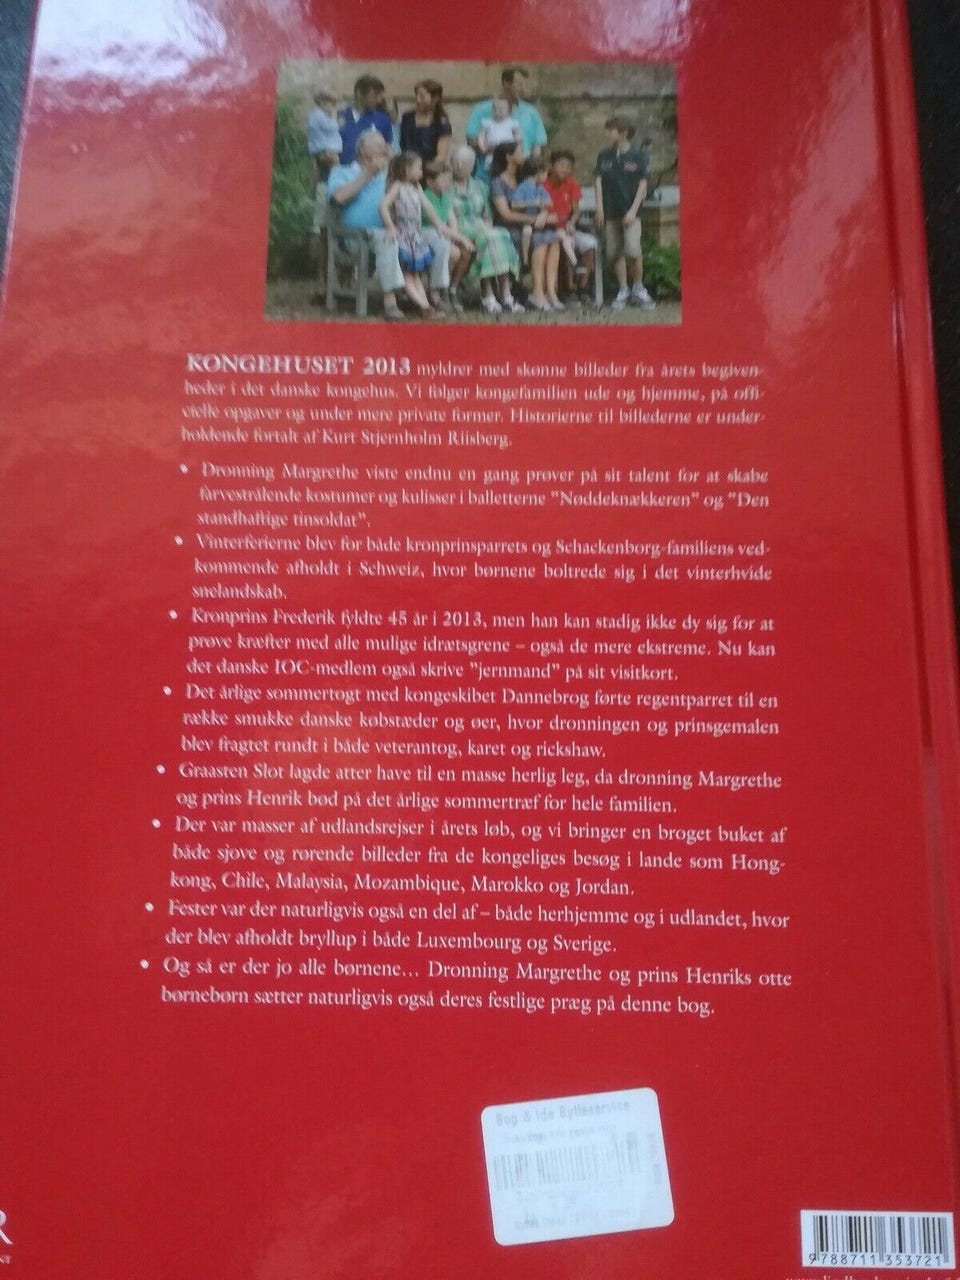 KONGEHUSET 2013 myldrer med skønne billeder fra årets begiven-
heder i det danske kongehus. Vi følger kongefamilien ude og hjemme, på offi-
cielle opgaver og under mere private former. Historierne til billederne er under-
holdende fortalt af Kurt Stjernholm Riisberg.
• Dronning Margrethe viste endnu en gang prøver på sit talent for at skabe
farvestrålende kostumer og kulisser i balletterne ”Nøddeknækkeren” og ”Den
standhaftige tinsoldat”.
• Vinterferierne blev for både kronprinsparrets og Schackenborg-familiens ved-
kommende afholdt i Schweiz, hvor børnene boltrede sig i det vinterhvide
snelandskab.
• Kronprins Frederik fyldte 45 år i 2013, men han kan stadig ikke dy sig for at
prøve kræfter med alle mulige idrætsgrene – også de mere ekstreme. Nu kan
det danske IOC-medlem også skrive ”jernmand” på sit visitkort.
• Det årlige sommertogt med kongeskibet Dannebrog førte regentparret til en
række smukke danske købstæder og øer, hvor dronningen og prinsgemalen
blev fragtet rundt i både veterantog, karet og rickshaw.
• Graasten Slot lagde atter have til en masse herlig leg, da dronning Margrethe
og prins Henrik bød på det årlige sommertræf for hele familien.
• Der var masser af udlandsrejser i årets løb, og vi bringer en broget buket af
både sjove og rørende billeder fra de kongeliges besøg i lande som Hong-
kong, Chile, Malaysia, Mozambique, Marokko og Jordan.
• Fester var der naturligvis også en del af – både herhjemme og i udlandet, hvor
der blev afholdt bryllup i både Luxembourg og Sverige.
• Og så er der jo alle børnene… Dronning Margrethe og prins Henriks otte
børnebørn sætter naturligvis også deres festlige præg på denne bog.
Bog & Ide Bytteservice
R
9 788711 353721